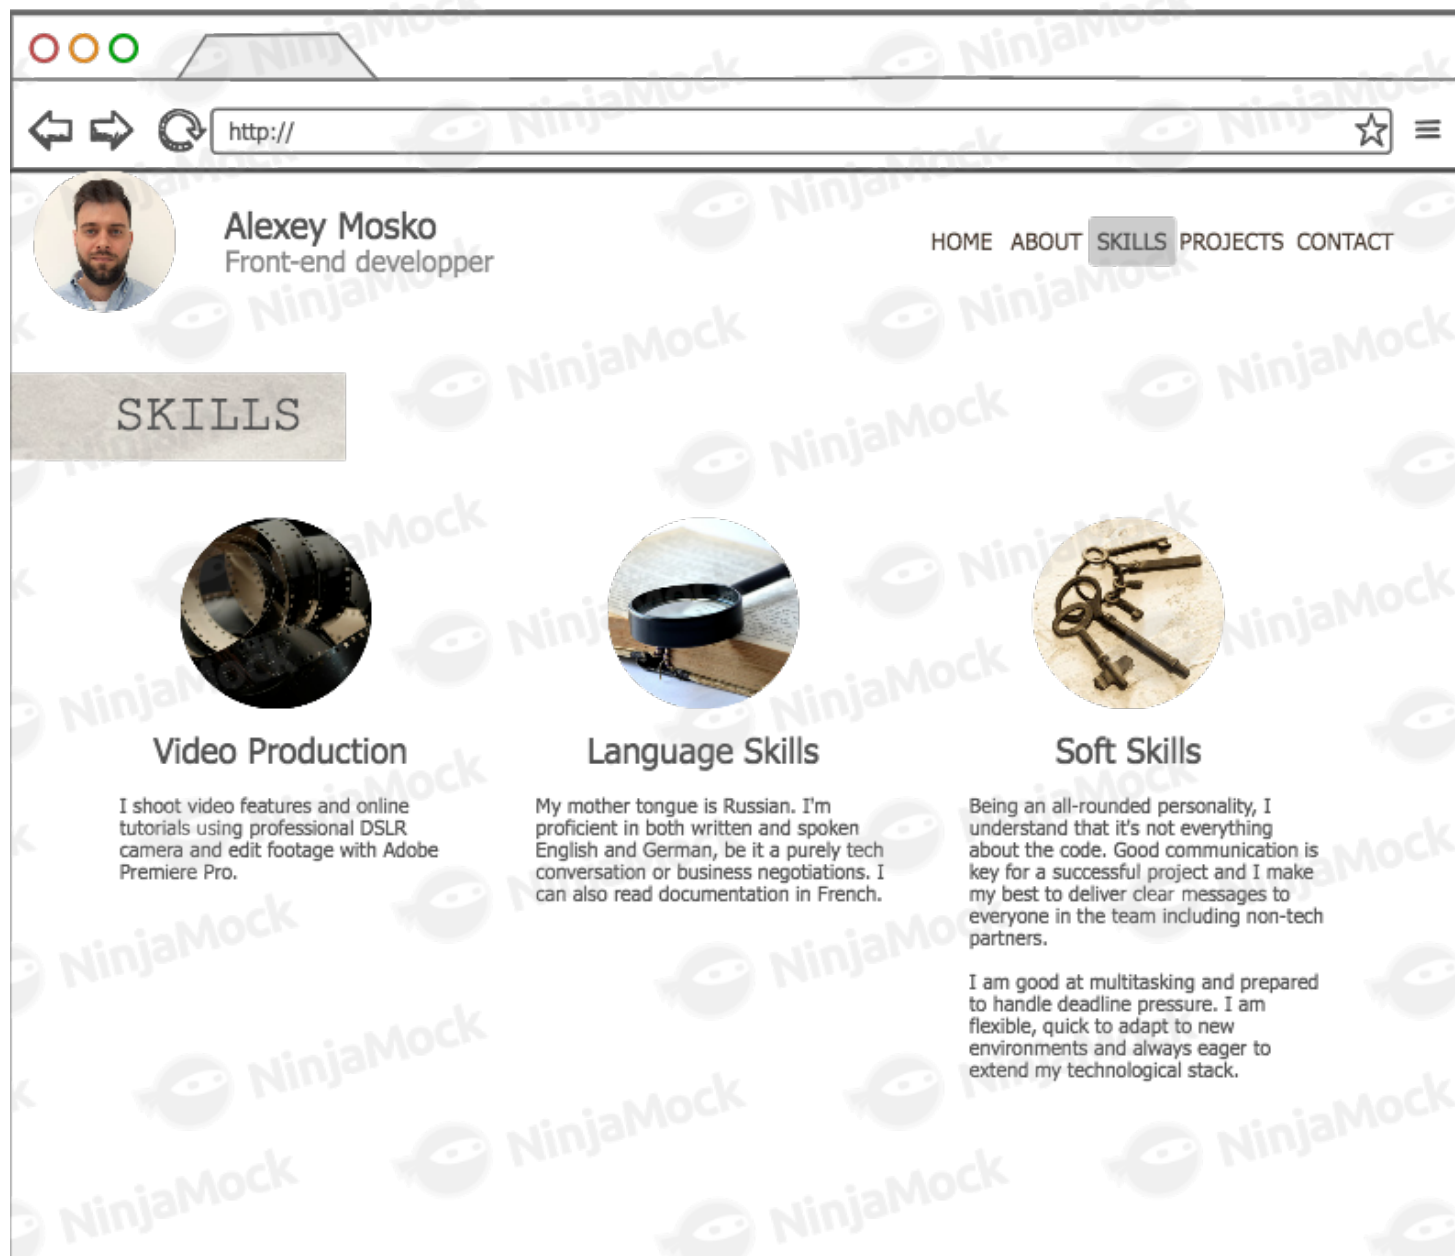 http://
Alexey Mosko
Front-end developper
HOME ABOUT SKILLS PROJECTS CONTACT
SKILLS
Video Production
I shoot video features and online
tutorials using professional DSLR
camera and edit footage with Adobe
Premiere Pro.
Language Skills
My mother tongue is Russian. I'm
proficient in both written and spoken
English and German, be it a purely tech
conversation or business negotiations. I
can also read documentation in French.
Soft Skills
Being an all-rounded personality, I
understand that it's not everything
about the code. Good communication is
key for a successful project and I make
my best to deliver clear messages to
everyone in the team including non-tech
partners.
I am good at multitasking and prepared
to handle deadline pressure. I am
flexible, quick to adapt to new
environments and always eager to
extend my technological stack.
NinjaMock